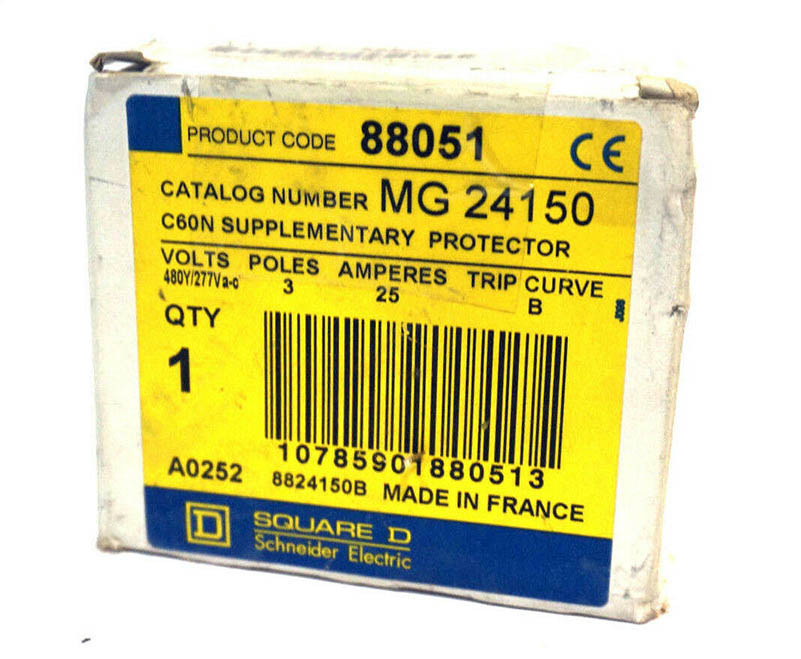 PRODUCT CODE 88051 CE
CATALOG NUMBER MG 24150
C60N SUPPLEMENTARY PROTECTOR
VOLTS POLES AMPERES TRIP CURVE
480Y/277Va-c 3 25 B
QTY
1
10785901880513
A0252 8824150B MADE IN FRANCE
D SQUARE D
Schneider Electric